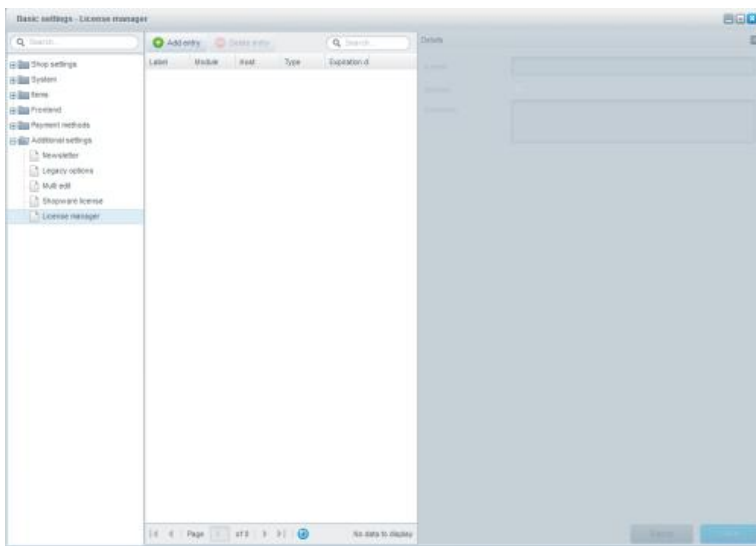 Basic settings - License manager
Search...
Add entry
Delete entry
Search...
Details
Label
Module
Host
Type
Expiration d
Shop settings
System
Items
Frontend
Payment methods
Additional settings
Newsletter
Legacy options
Multi edit
Shopware license
License manager
Page
of 0
No data to display